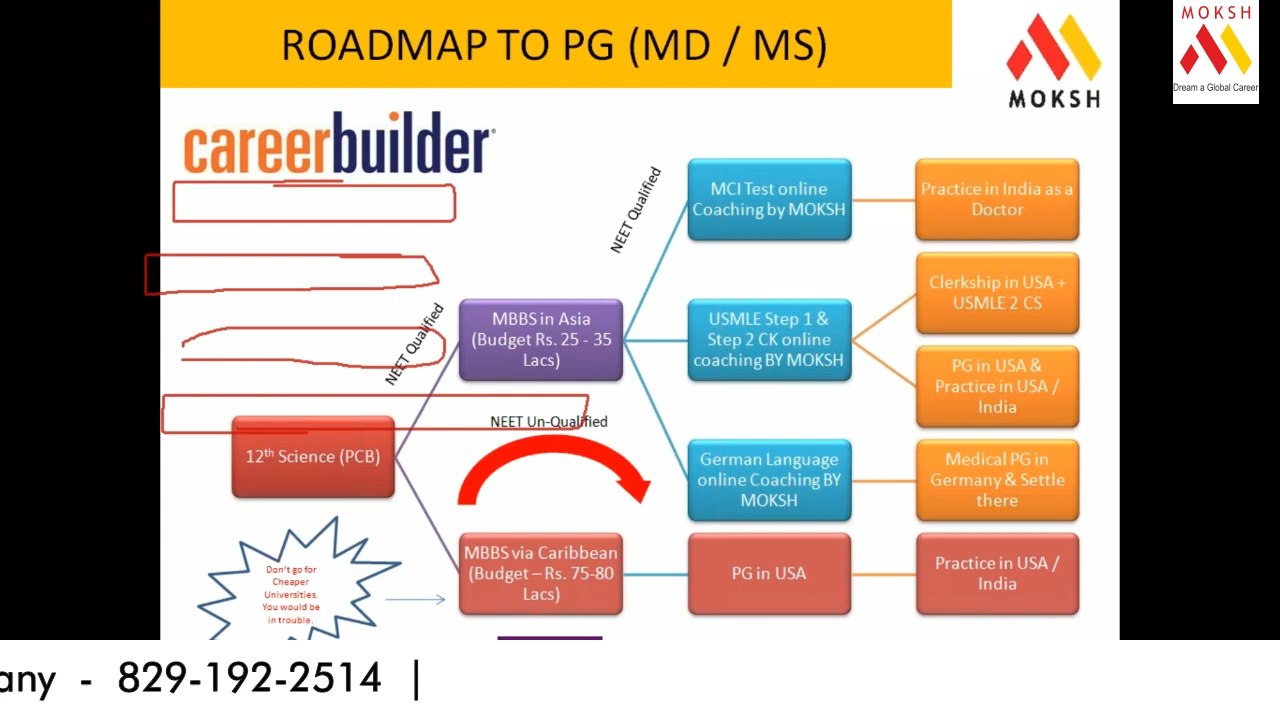 ROADMAP TO PG (MD / MS)
MOKSH
MOKSH
Dream a Global Career
careerbuilder
NEET Qualified
MCI Test online
Coaching by MOKSH
Practice in India as a
Doctor
Clerkship in USA +
USMLE 2 CS
NEET Qualified
MBBS in Asia
(Budget Rs. 25 - 35
Lacs)
USMLE Step 1 &
Step 2 CK online
coaching BY MOKSH
PG in USA &
Practice in USA /
India
NEET Un-Qualified
12th Science (PCB)
German Language
online Coaching BY
MOKSH
Medical PG in
Germany & Settle
there
MBBS via Caribbean
(Budget – Rs. 75-80
Lacs)
PG in USA
Practice in USA /
India
Don't go for
Cheaper
Universities.
You would be
in trouble.
any - 829-192-2514 |